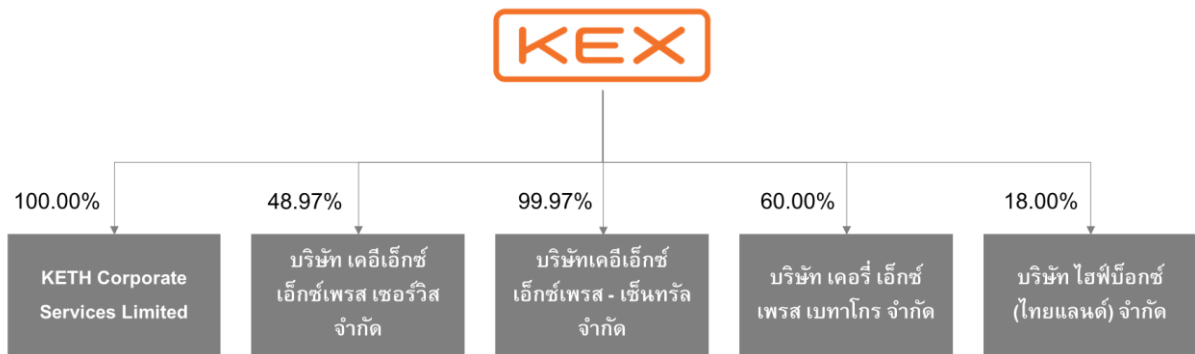 KEX
100.00%
48.97%
99.97%
60.00%
18.00%
KETH Corporate
Services Limited
บริษัท เคอีเอ็กซ์
เอ็กซ์เพรส เซอร์วิส
จำกัด
บริษัทเคอีเอ็กซ์
เอ็กซ์เพรส - เซ็นทรัล
จำกัด
บริษัท เคอรี่ เอ็กซ์
เพรส เบทาโกร จำกัด
บริษัท ไฮฟ์บ็อกซ์
(ไทยแลนด์) จำกัด